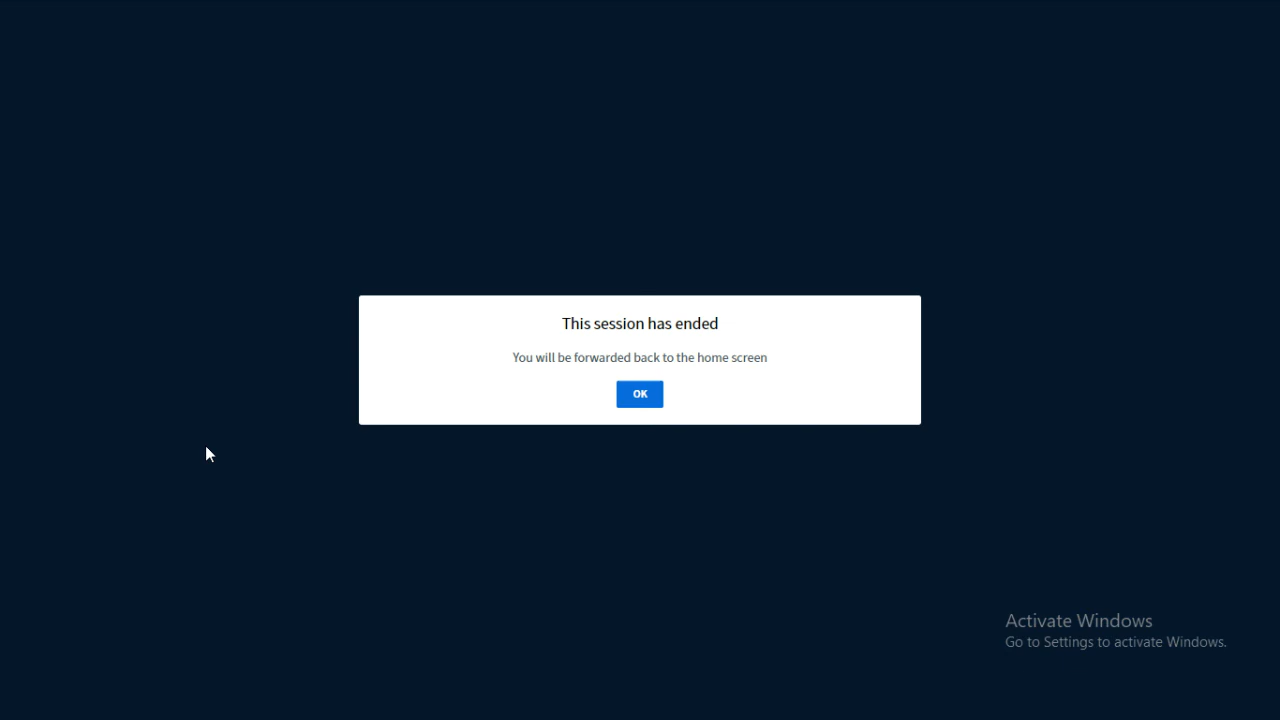 This session has ended
You will be forwarded back to the home screen
OK
Activate Windows
Go to Settings to activate Windows.